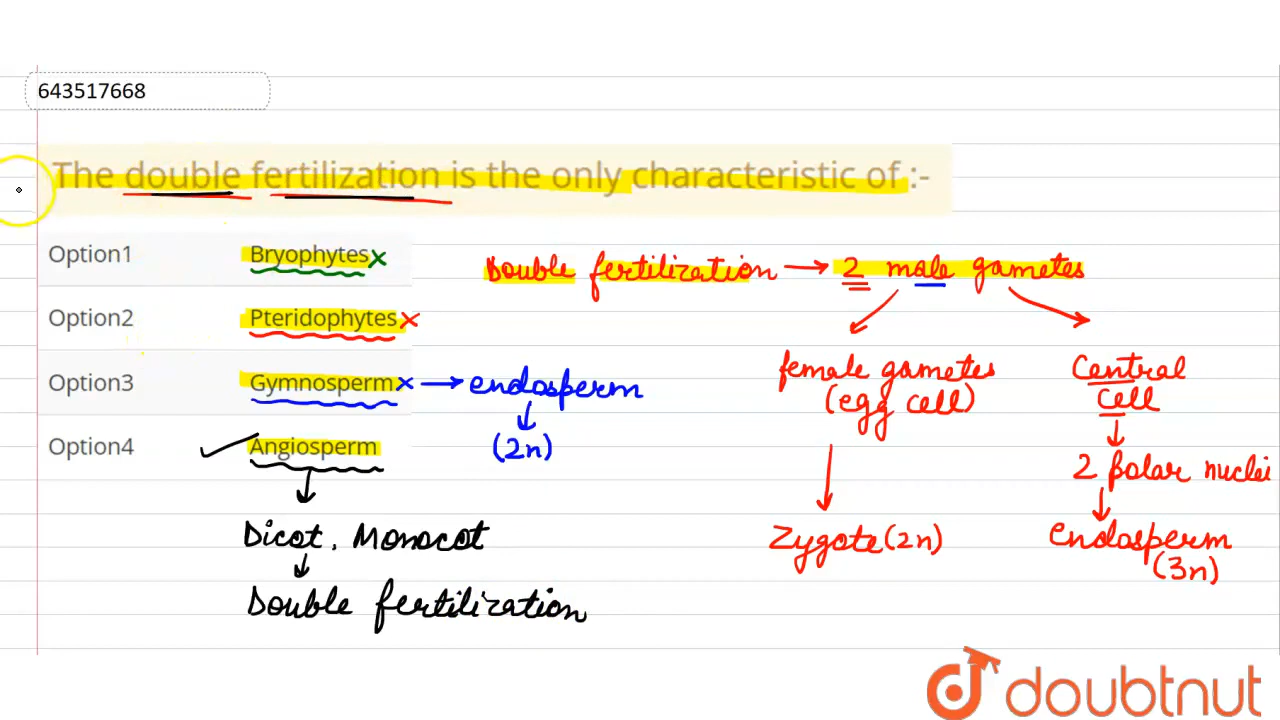 643517668
The double fertilization is the only characteristic of :-
Option1 Bryophytes ×
Option2 Pteridophytes ×
Option3 Gymnosperm × → endosperm
(2n)
Option4 Angiosperm
Dicot, Monocot
Double fertilization
Double fertilization → 2 male gametes
female gametes
(egg cell)
Zygote (2n)
Central
Cell
2 polar nuclei
Endosperm
(3n)
doubtnut